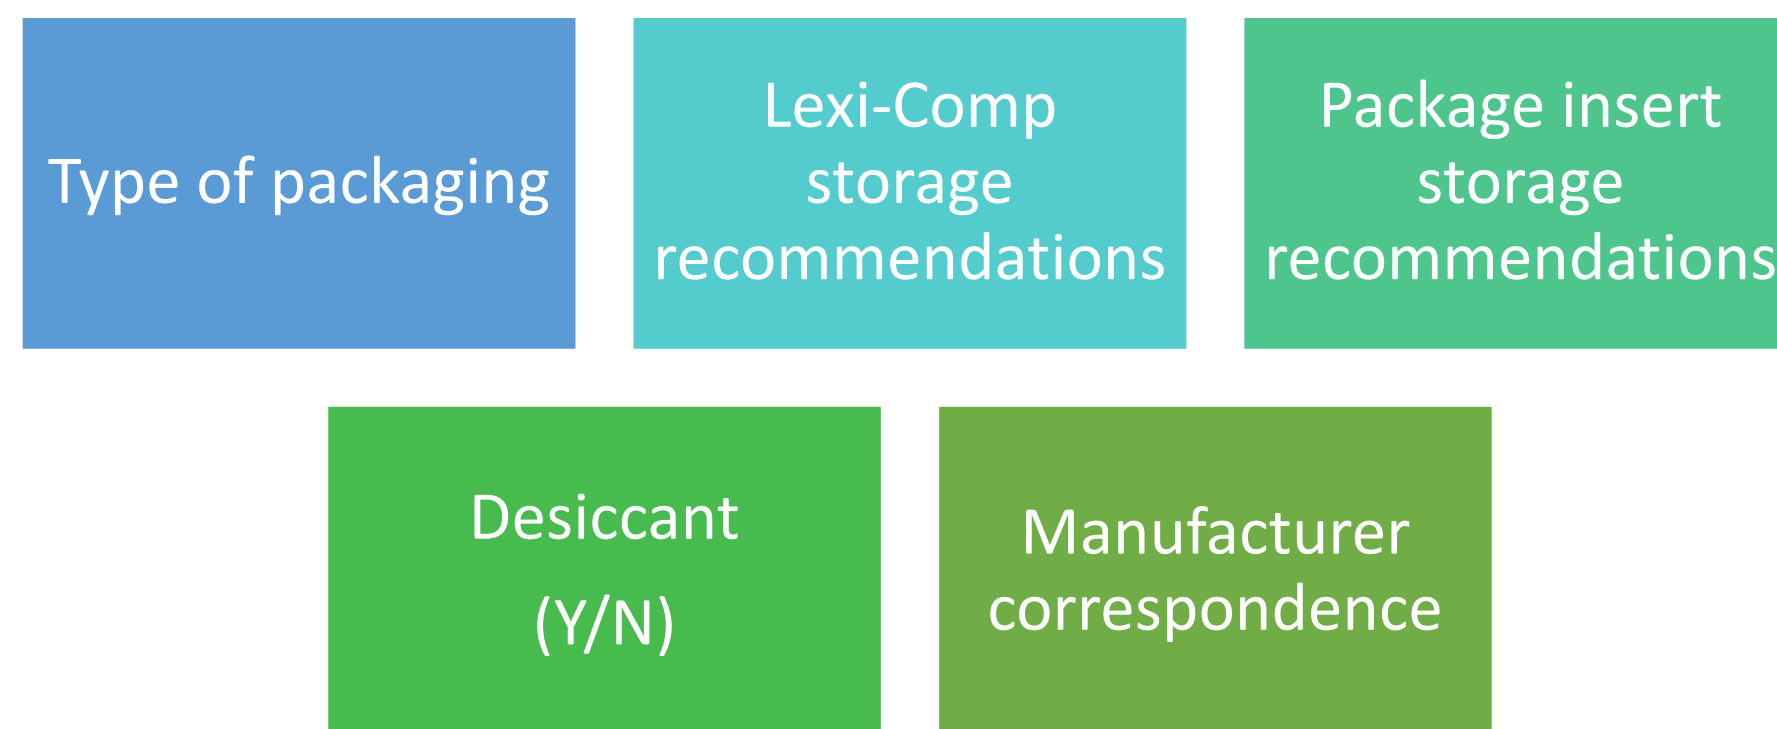 Type of packaging
Lexi-Comp
storage
recommendations
Package insert
storage
recommendations
Desiccant
(Y/N)
Manufacturer
correspondence